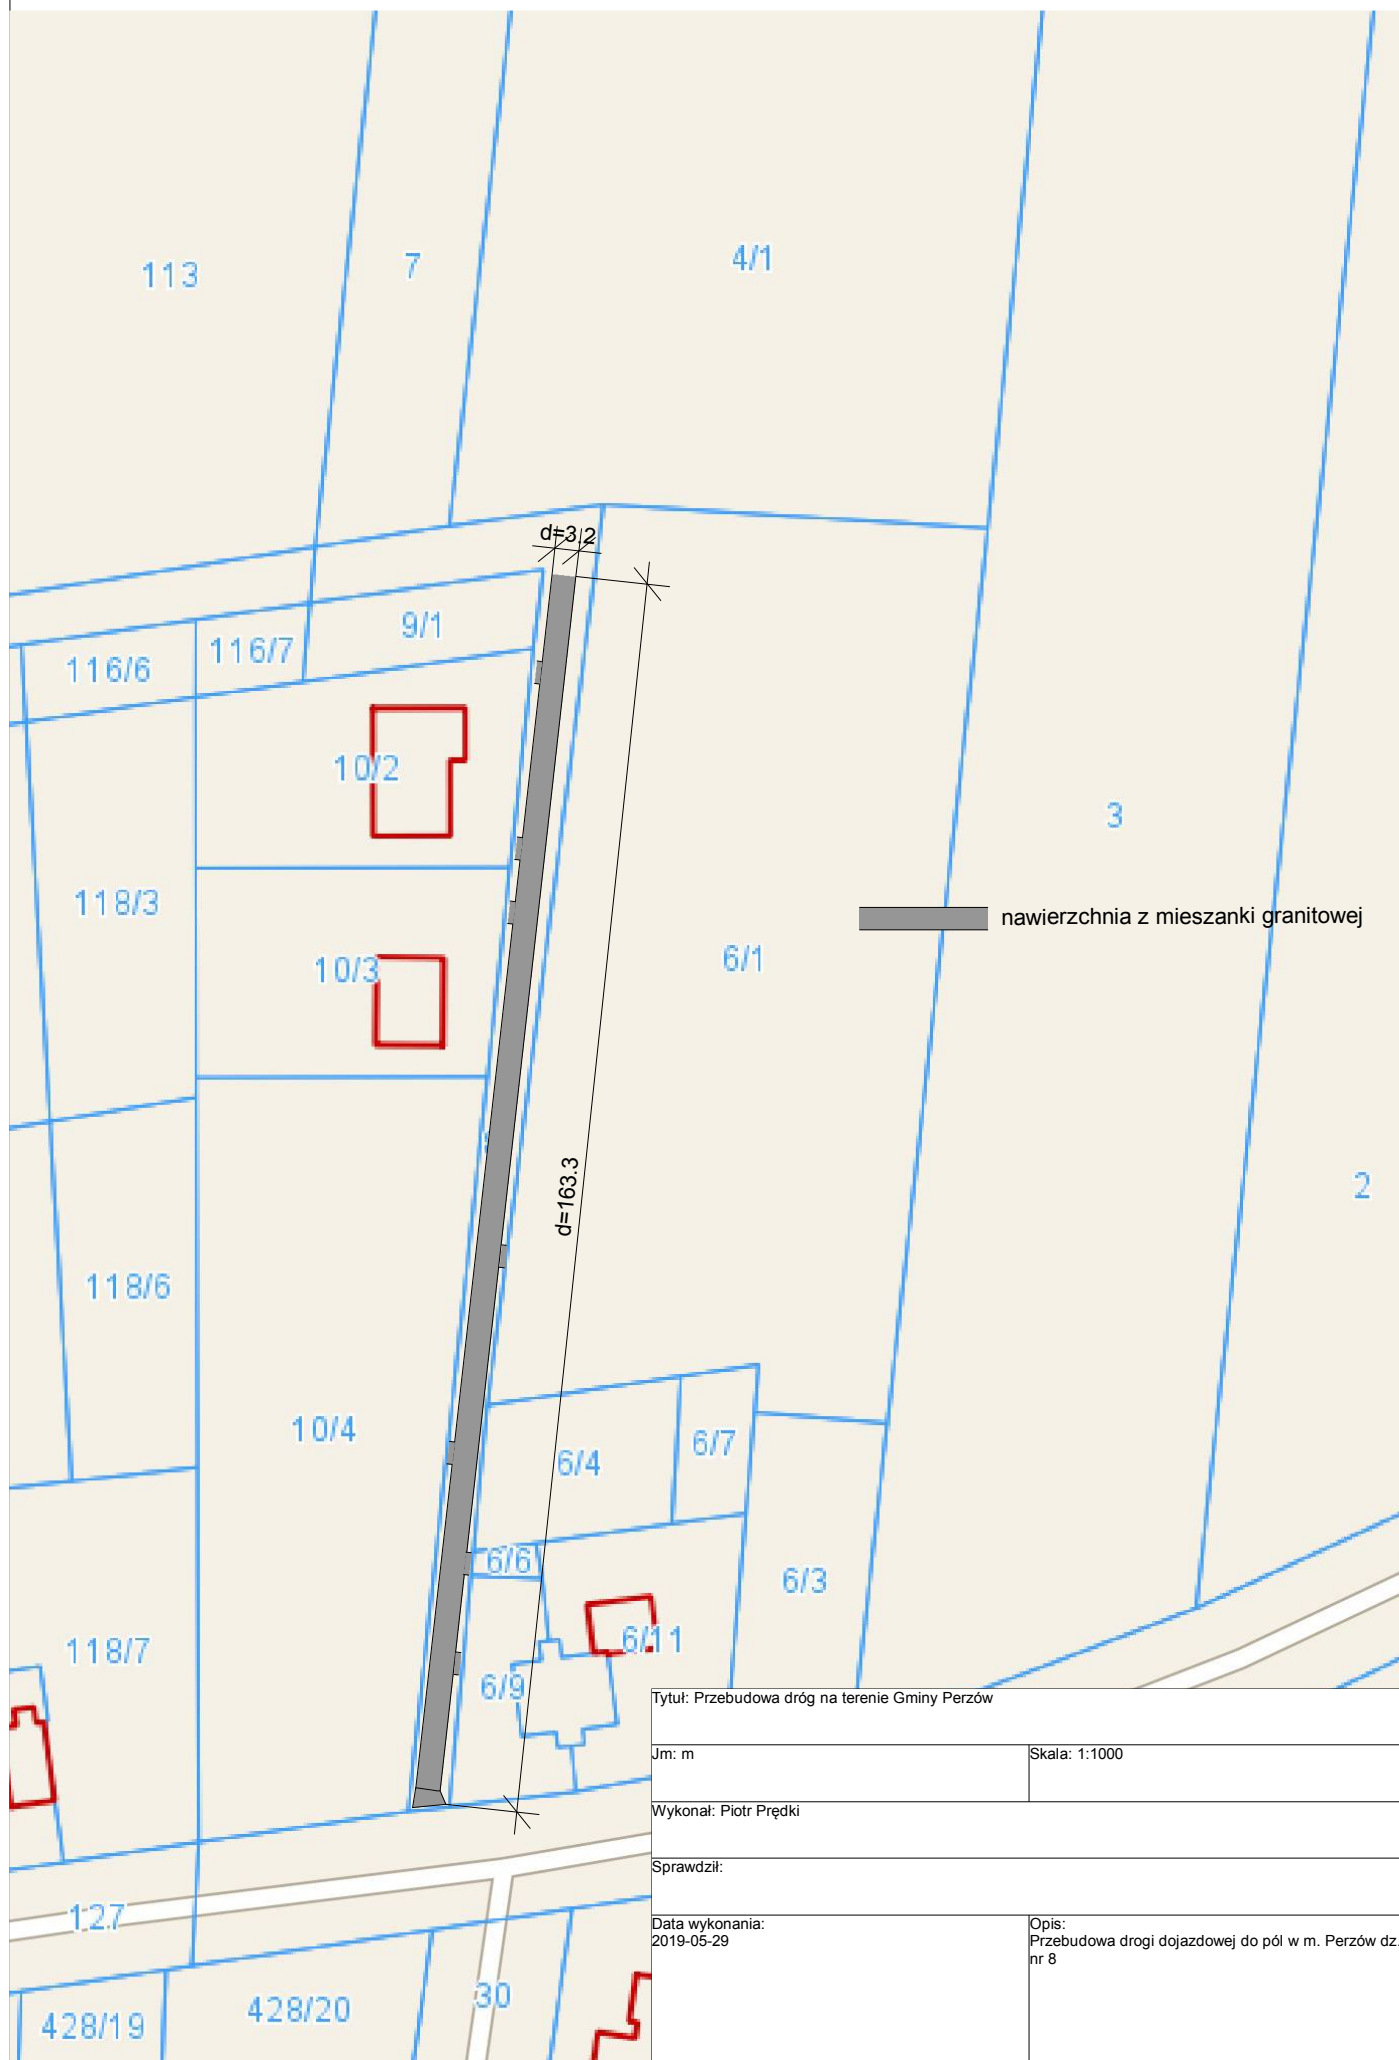 113
7
4/1
d=3.2
9/1
116/7
116/6
10/2
3
118/3
nawierzchnia z mieszanki granitowej
6/1
10/3
d=163.3
2
118/6
10/4
6/7
6/4
6/6
6/3
6/11
118/7
6/9
Tytuł: Przebudowa dróg na terenie Gminy Perzów
Jm: m
Skala: 1:1000
Wykonał: Piotr Prędki
Sprawdził:
127
Data wykonania:
2019-05-29
Opis:
Przebudowa drogi dojazdowej do pól w m. Perzów dz.
nr 8
30
428/20
428/19